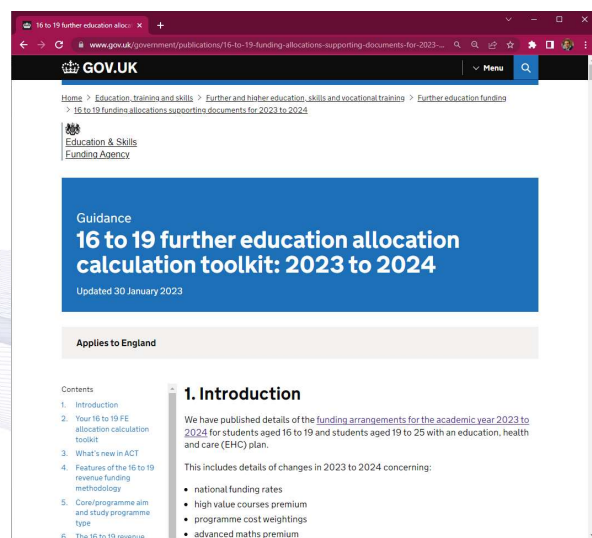 16 to 19 further education alloca
www.gov.uk/government/publications/16-to-19-funding-allocations-supporting-documents-for-2023-...
GOV.UK
Menu
Home > Education, training and skills > Further and higher education, skills and vocational training > Further education funding
> 16 to 19 funding allocations supporting documents for 2023 to 2024
Education & Skills
Funding Agency
Guidance
16 to 19 further education allocation
calculation toolkit: 2023 to 2024
Updated 30 January 2023
Applies to England
Contents
1. Introduction
2. Your 16 to 19 FE
allocation calculation
toolkit
3. What's new in ACT
4. Features of the 16 to 19
revenue funding
methodology
5. Core/programme aim
and study programme
type
6. The 16 to 19 revenue
1. Introduction
We have published details of the funding arrangements for the academic year 2023 to
2024 for students aged 16 to 19 and students aged 19 to 25 with an education, health
and care (EHC) plan.
This includes details of changes in 2023 to 2024 concerning:
• national funding rates
• high value courses premium
• programme cost weightings
• advanced maths premium